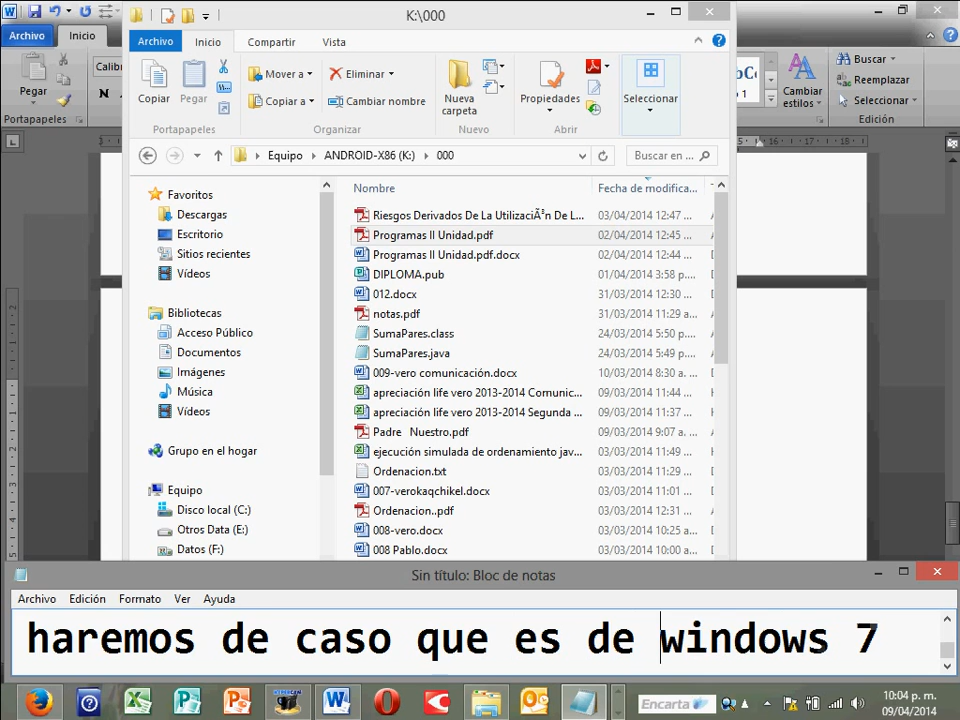 K:\000
Archivo
Inicio
Archivo
Inicio
Compartir
Vista
Pegar
Calib
N
Portapapeles
Copiar
Pegar
Mover a
Copiar a
Eliminar
Cambiar nombre
Nueva
carpeta
Propiedades
Seleccionar
Portapapeles
Organizar
Nuevo
Abrir
Cambiar
estilos
Buscar
Reemplazar
Seleccionar
Edición
Equipo
ANDROID-X86 (K:)
000
Buscar en ...
Favoritos
Descargas
Escritorio
Sitios recientes
Vídeos
Bibliotecas
Acceso Público
Documentos
Imágenes
Música
Vídeos
Grupo en el hogar
Equipo
Disco local (C:)
Otros Data (E:)
Datos (F:)
Nombre Fecha de modifica...
Riesgos Derivados De La UtilizaciÃ³n De L... 03/04/2014 12:47 ...
Programas II Unidad.pdf 02/04/2014 12:45 ...
Programas II Unidad.pdf.docx 02/04/2014 12:44 ...
DIPLOMA.pub 01/04/2014 3:58 p....
012.docx 31/03/2014 12:30 ...
notas.pdf 31/03/2014 11:29 a...
SumaPares.class 24/03/2014 5:50 p....
SumaPares.java 24/03/2014 5:49 p....
009-vero comunicación.docx 10/03/2014 8:30 a. ...
apreciación life vero 2013-2014 Comunic... 09/03/2014 11:44 ...
apreciación life vero 2013-2014 Segunda ... 09/03/2014 11:37 ...
Padre Nuestro.pdf 09/03/2014 9:07 a. ...
ejecución simulada de ordenamiento jav... 03/03/2014 11:49 ...
Ordenacion.txt 03/03/2014 11:29 ...
007-verokaqchikel.docx 03/03/2014 11:01 ...
Ordenacion..pdf 03/03/2014 12:31 ...
008-vero.docx 03/03/2014 10:25 a...
008 Pablo.docx 03/03/2014 10:00 a...
Sin título: Bloc de notas
Archivo Edición Formato Ver Ayuda
haremos de caso que es de windows 7
Encarta
10:04 p. m.
09/04/2014